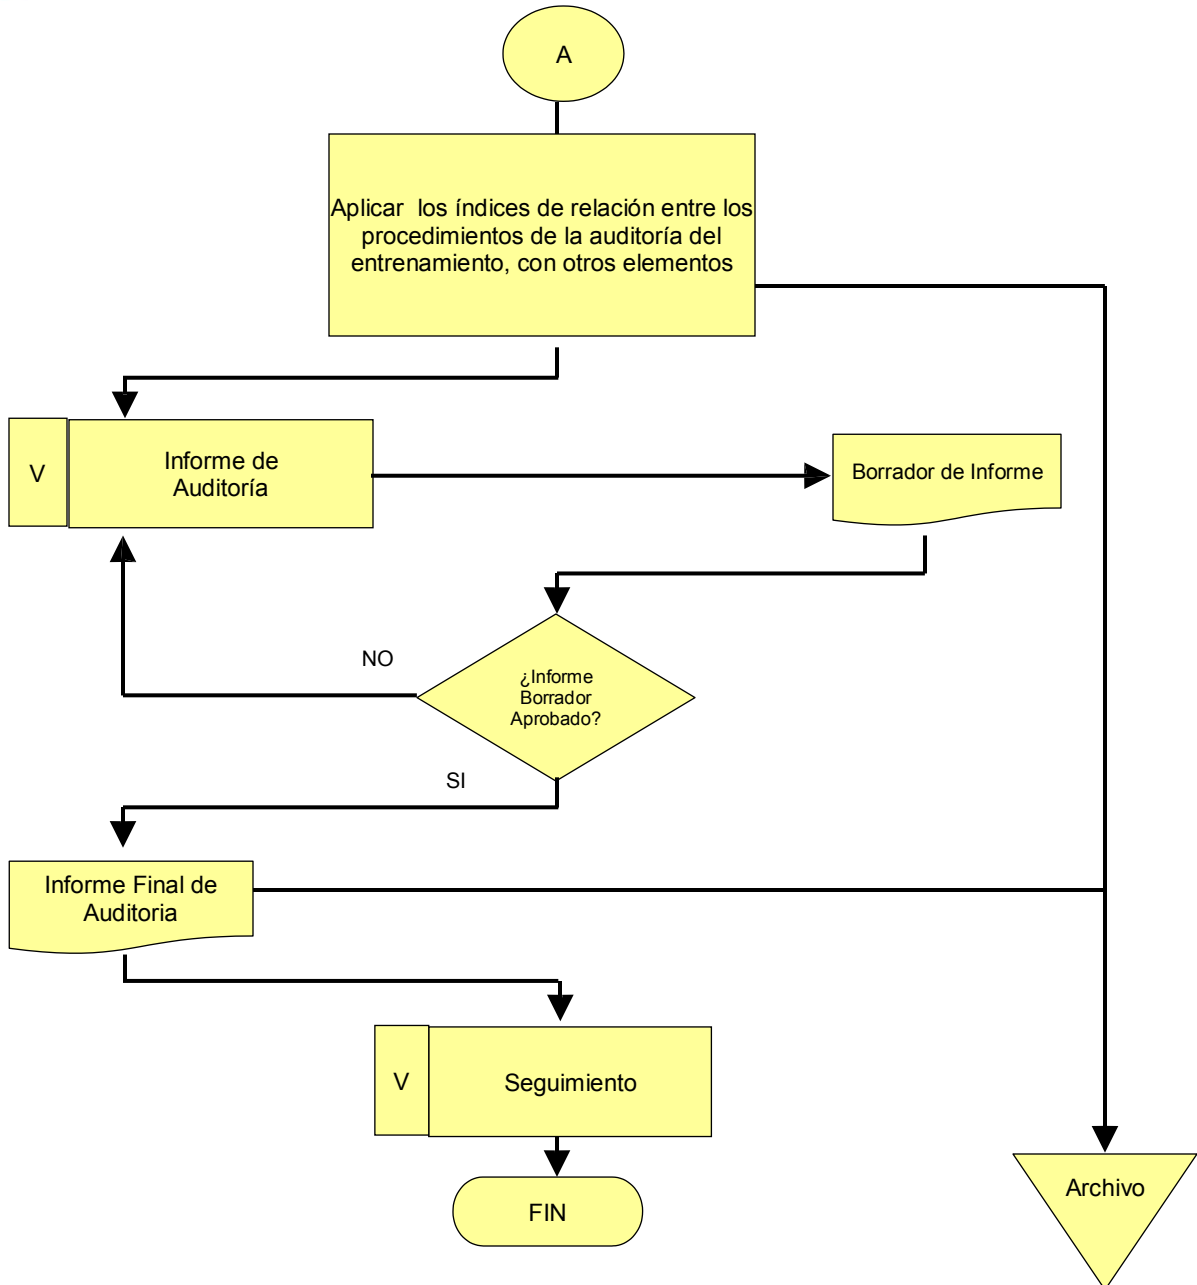 A
Aplicar  los índices de relación entre los
procedimientos de la auditoría del
entrenamiento, con otros elementos
V
Informe de
Auditoría
Borrador de Informe
NO
¿Informe
Borrador
Aprobado?
SI
Informe Final de
Auditoria
V
Seguimiento
Archivo
FIN